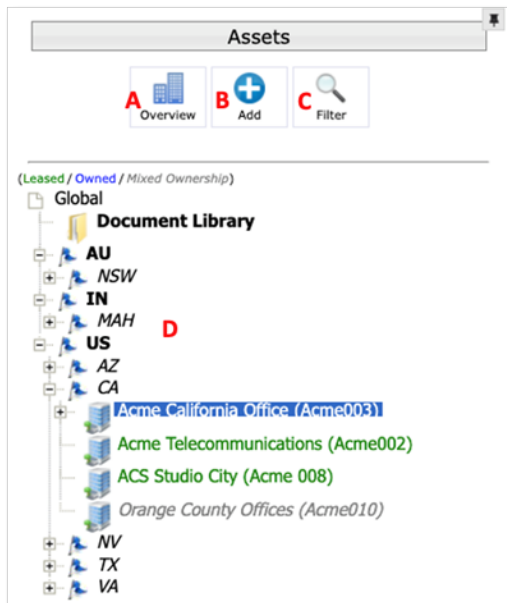 Assets
A
Overview
B
Add
C
Filter
(Leased / Owned / Mixed Ownership)
Global
Document Library
AU
NSW
IN
MAH
D
US
AZ
CA
Acme California Office (Acme003)
Acme Telecommunications (Acme002)
ACS Studio City (Acme 008)
Orange County Offices (Acme010)
NV
TX
VA